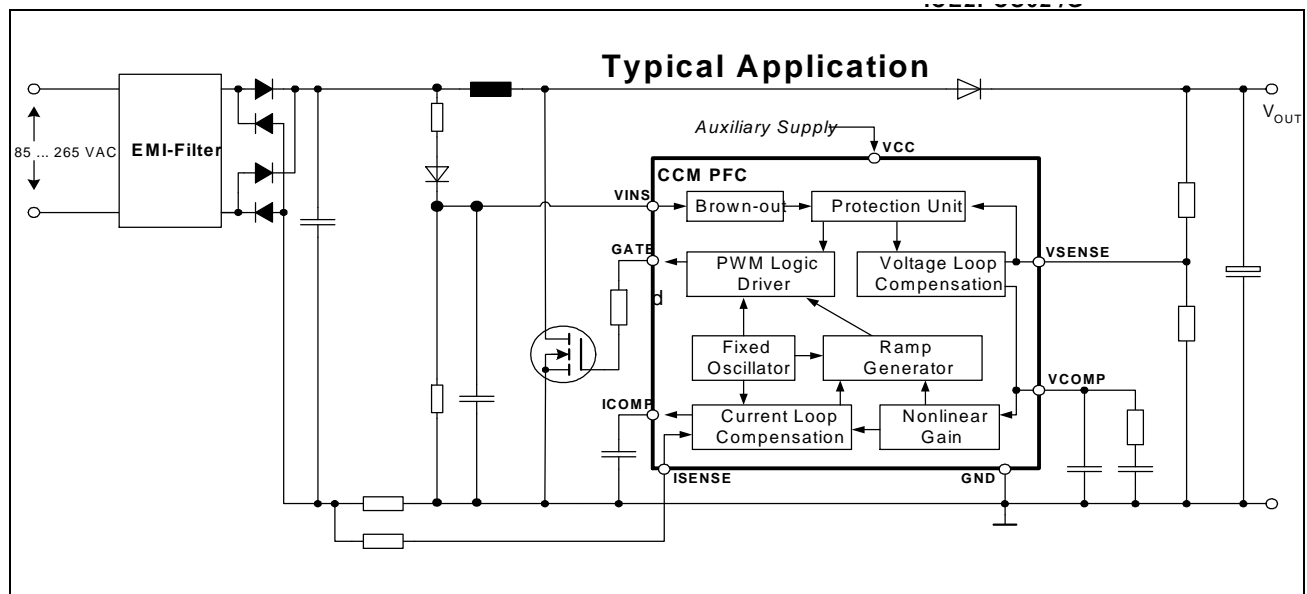 Typical Application
85 ... 265 VAC
EMI-Filter
Auxiliary Supply
VCC
V OUT
CCM PFC
VINS
Brown-out
Protection Unit
GATE
VSENSE
PWM Logic
Driver
Voltage Loop
Compensation
d
Fixed
Oscillator
Ramp
Generator
VCOMP
ICOMP
Current Loop
Compensation
Nonlinear
Gain
ISENSE
GND